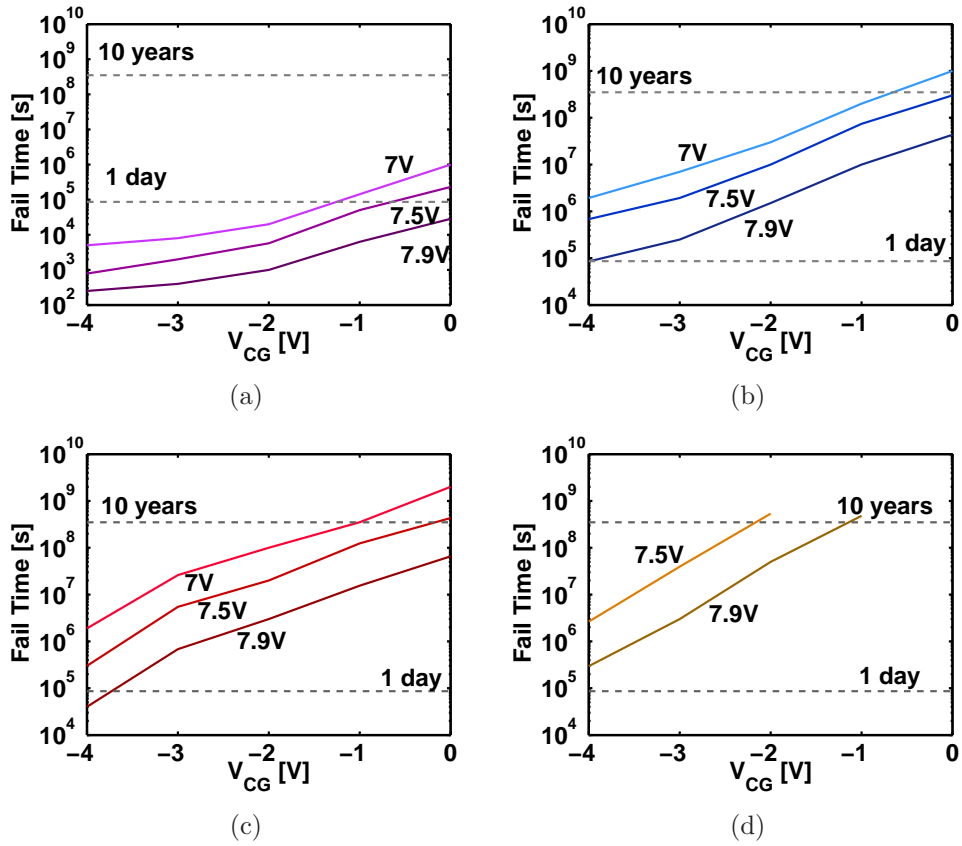 Fail Time [s]
10^10
10^9
10^8
10^7
10^6
10^5
10^4
10^3
10^2
10 years
1 day
7V
7.5V
7.9V
−4 −3 −2 −1 0
V_CG [V]
(a)
Fail Time [s]
10^10
10^9
10^8
10^7
10^6
10^5
10^4
10 years
7V
7.5V
7.9V
1 day
−4 −3 −2 −1 0
V_CG [V]
(b)
Fail Time [s]
10^10
10^9
10^8
10^7
10^6
10^5
10^4
10 years
7V
7.5V
7.9V
1 day
−4 −3 −2 −1 0
V_CG [V]
(c)
Fail Time [s]
10^10
10^9
10^8
10^7
10^6
10^5
10^4
10 years
7.5V
7.9V
1 day
−4 −3 −2 −1 0
V_CG [V]
(d)